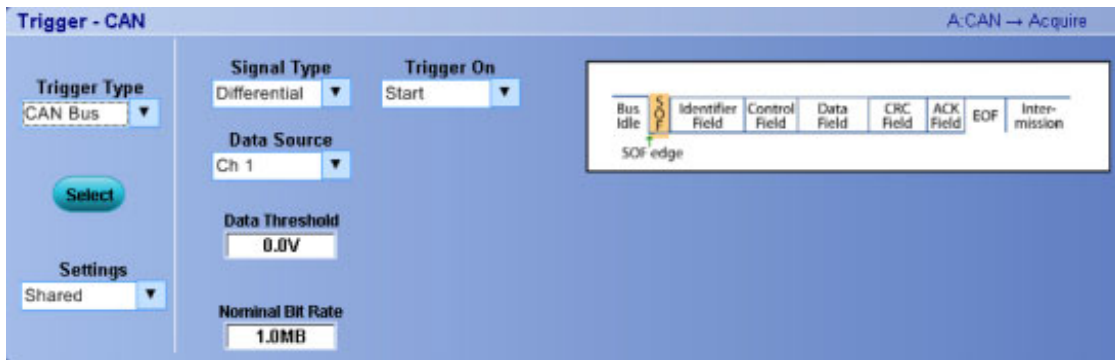 Trigger - CAN
A:CAN → Acquire
Trigger Type
CAN Bus
Select
Settings
Shared
Signal Type
Differential
Data Source
Ch 1
Data Threshold
0.0V
Nominal Bit Rate
1.0MB
Trigger On
Start
Bus Idle
SOF
Identifier Field
Control Field
Data Field
CRC Field
ACK Field
EOF
Inter-
mission
SOF edge